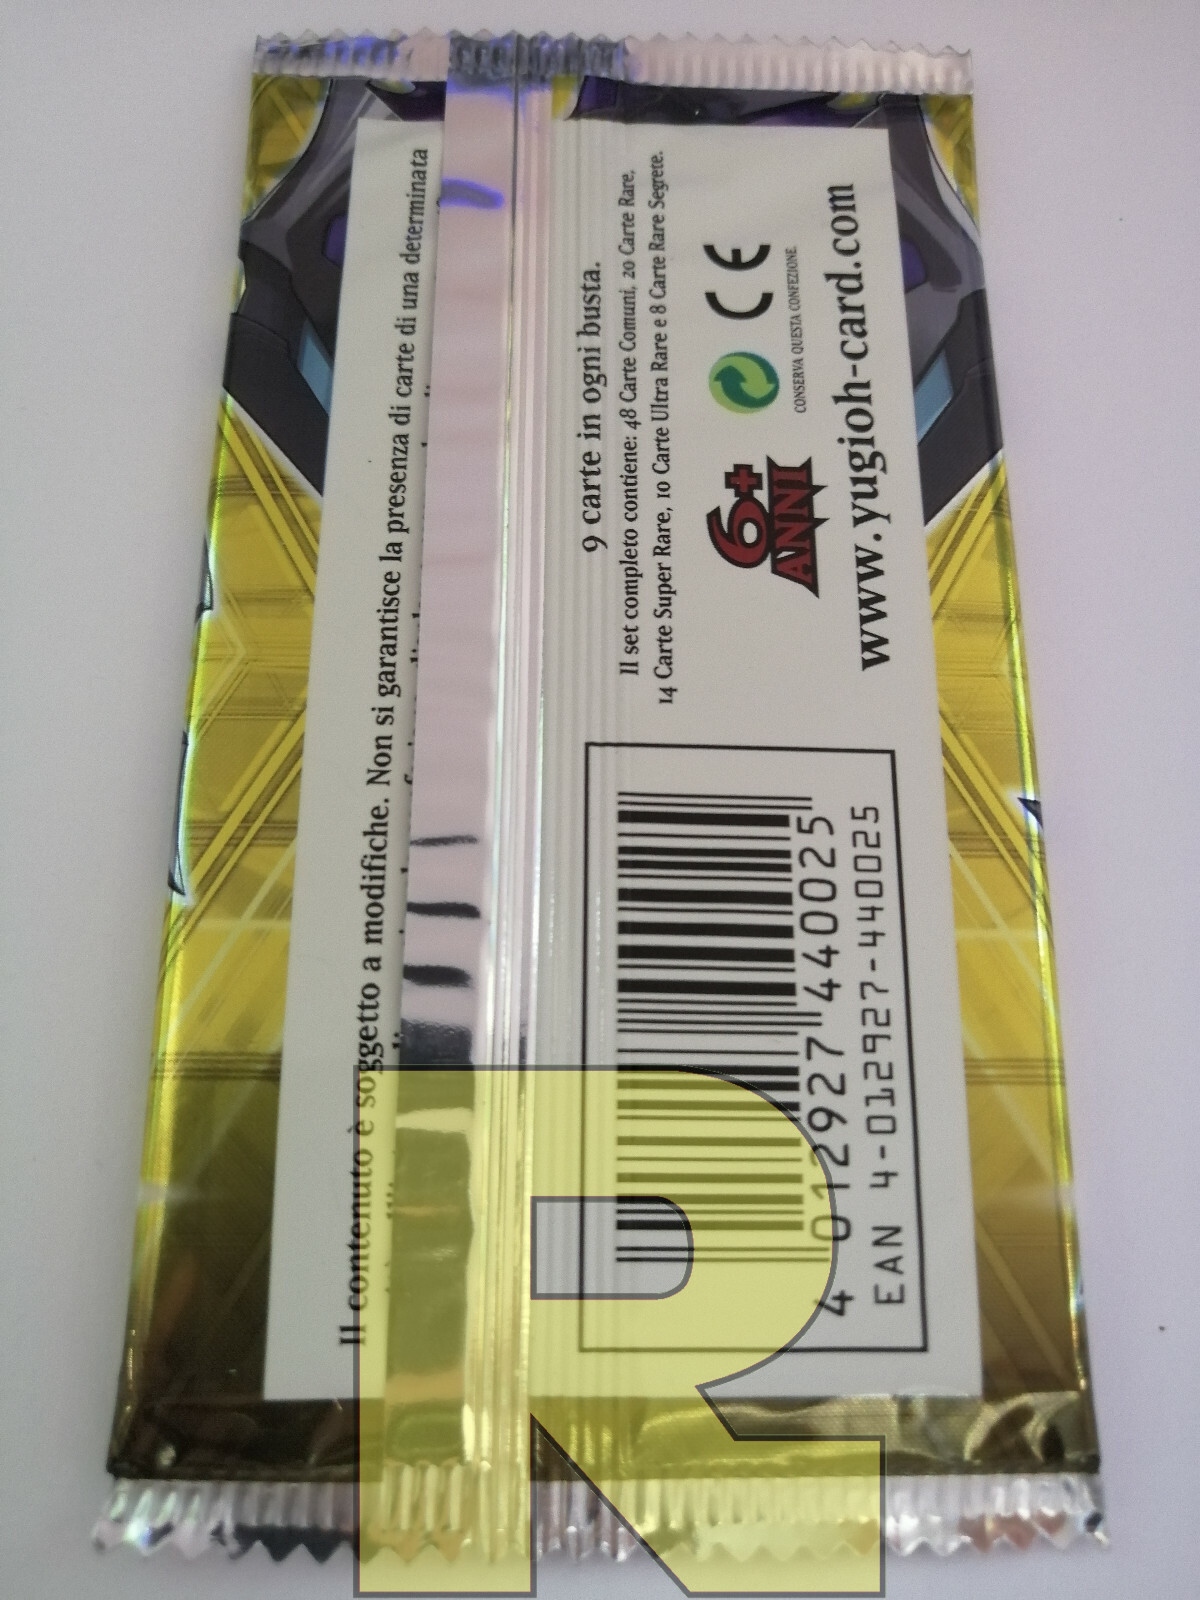 Il contenuto è soggetto a modifiche. Non si garantisce la presenza di carte di una determinata
9 carte in ogni busta.
Il set completo contiene: 48 Carte Comuni, 20 Carte Rare,
14 Carte Super Rare, 10 Carte Ultra Rare e 8 Carte Rare Segrete.
6+
ANNI
CE
CONSERVA QUESTA CONFEZIONE.
www.yugioh-card.com
4 012927 440025
EAN 4-012927-440025
R